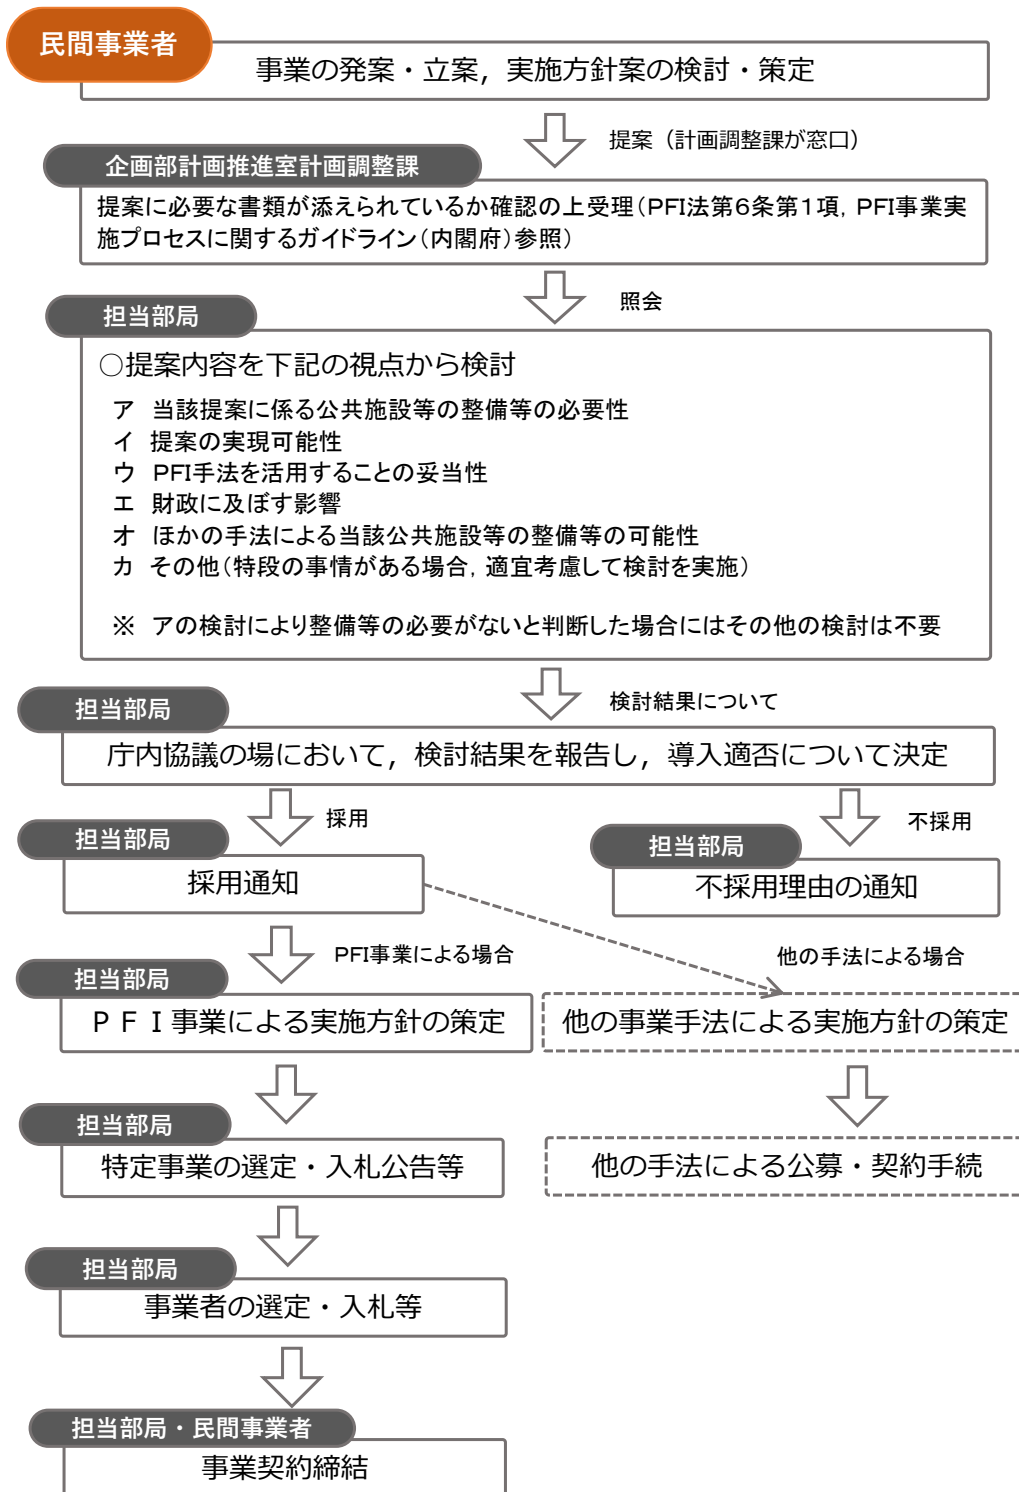 民間事業者
事業の発案・立案，実施方針案の検討・策定
提案（計画調整課が窓口）
企画部計画推進室計画調整課
提案に必要な書類が添えられているか確認の上受理（PFI法第６条第１項，PFI事業実
施プロセスに関するガイドライン（内閣府）参照）
照会
担当部局
○提案内容を下記の視点から検討
ア　当該提案に係る公共施設等の整備等の必要性
イ　提案の実現可能性
ウ　PFI手法を活用することの妥当性
エ　財政に及ぼす影響
オ　ほかの手法による当該公共施設等の整備等の可能性
カ　その他（特段の事情がある場合，適宜考慮して検討を実施）
※　アの検討により整備等の必要がないと判断した場合にはその他の検討は不要
検討結果について
担当部局
庁内協議の場において，検討結果を報告し，導入適否について決定
採用
不採用
担当部局
採用通知
担当部局
不採用理由の通知
PFI事業による場合
他の手法による場合
担当部局
ＰＦＩ事業による実施方針の策定
他の事業手法による実施方針の策定
担当部局
特定事業の選定・入札公告等
他の手法による公募・契約手続
担当部局
事業者の選定・入札等
担当部局・民間事業者
事業契約締結